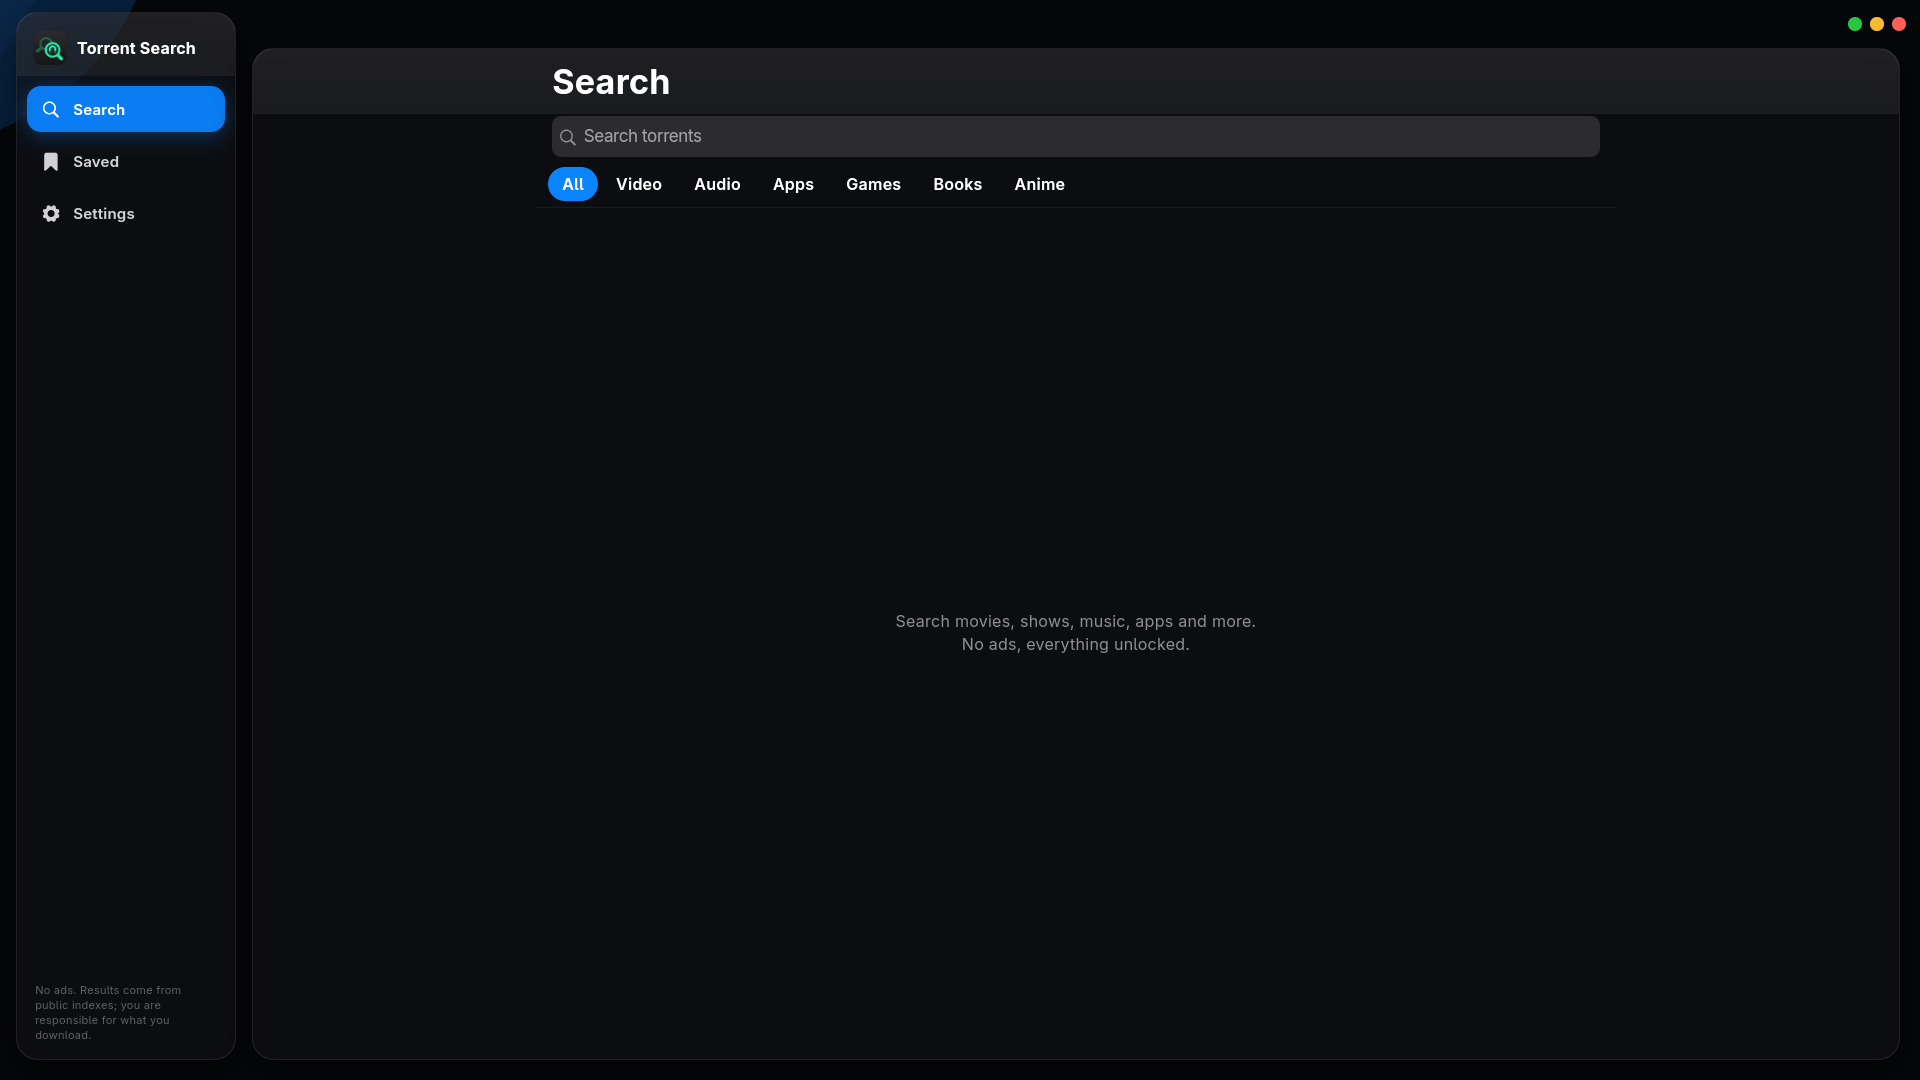 Torrent Search
Search
Saved
Settings
No ads. Results come from
public indexes; you are
responsible for what you
download.
Search
Search torrents
All Video Audio Apps Games Books Anime
Search movies, shows, music, apps and more.
No ads, everything unlocked.